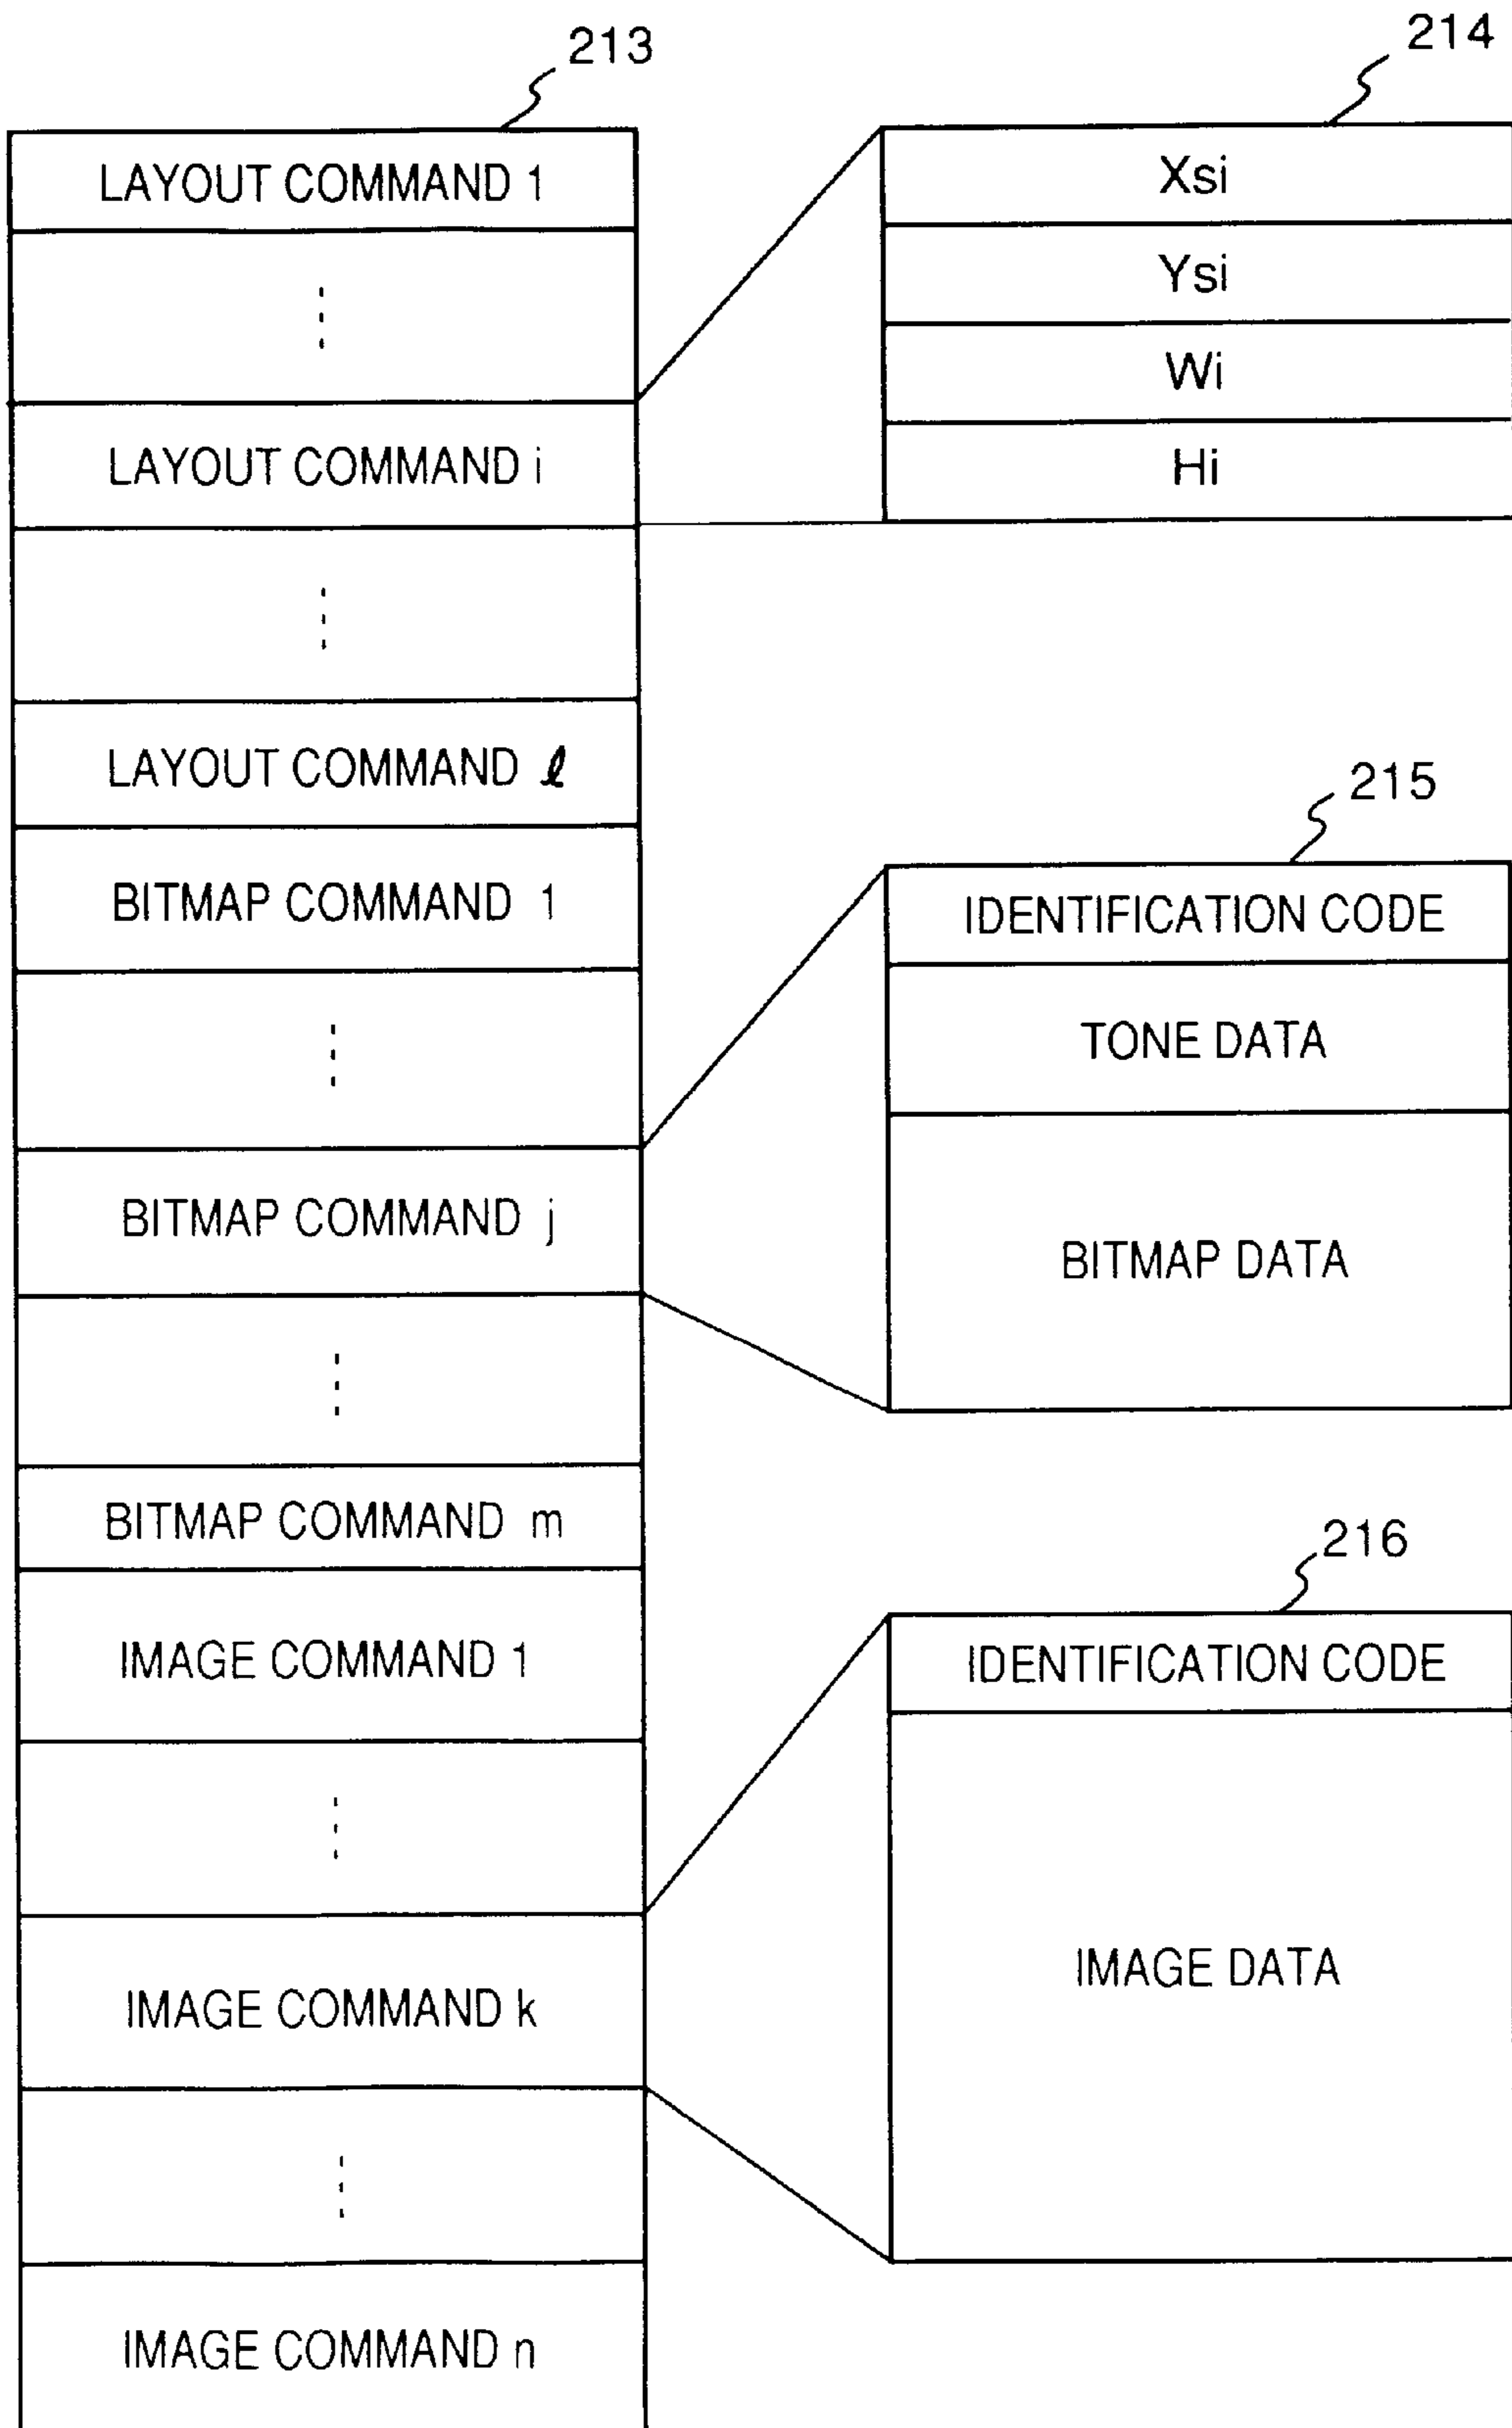 213
LAYOUT COMMAND 1
LAYOUT COMMAND i
LAYOUT COMMAND ℓ
BITMAP COMMAND 1
BITMAP COMMAND j
BITMAP COMMAND m
IMAGE COMMAND 1
IMAGE COMMAND k
IMAGE COMMAND n
214
Xsi
Ysi
Wi
Hi
215
IDENTIFICATION CODE
TONE DATA
BITMAP DATA
216
IDENTIFICATION CODE
IMAGE DATA